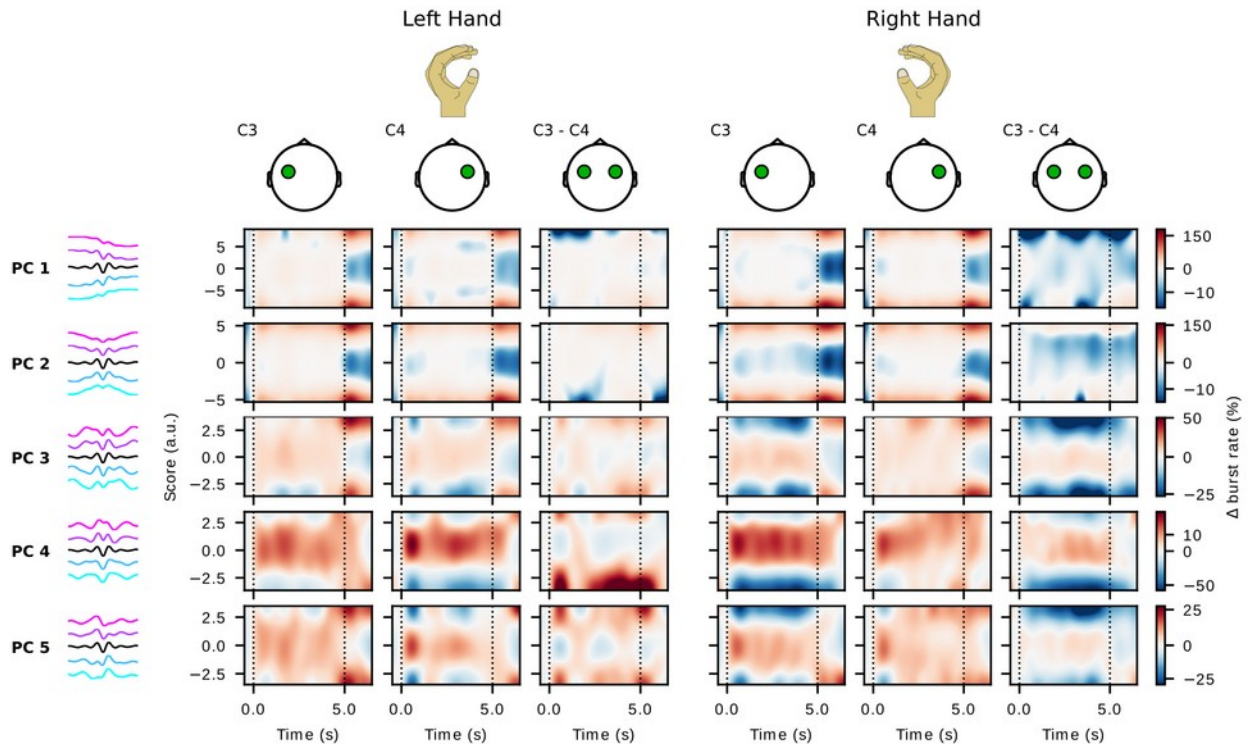 Left Hand
Right Hand
C3
C4
C3 - C4
C3
C4
C3 - C4
PC 1
5
0
−5
150
0
−10
PC 2
5
0
−5
150
0
−10
PC 3
2.5
0.0
−2.5
50
0
−25
PC 4
2.5
0.0
−2.5
10
0
−50
PC 5
2.5
0.0
−2.5
25
0
−25
Score (a.u.)
Δ burst rate (%)
0.0 5.0 0.0 5.0 0.0 5.0 0.0 5.0 0.0 5.0 0.0 5.0
Time (s) Time (s) Time (s) Time (s) Time (s) Time (s)